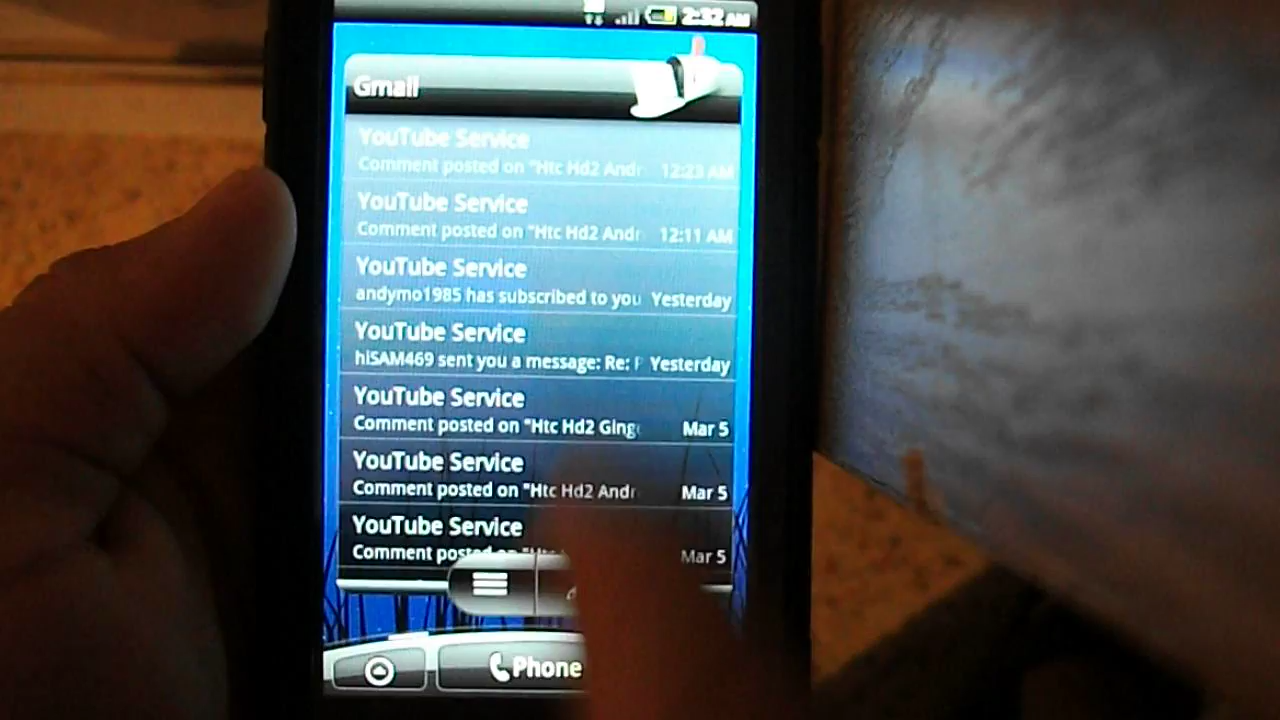 2:32 AM
Gmail
YouTube Service
Comment posted on "Htc Hd2 Andr 12:23 AM
YouTube Service
Comment posted on "Htc Hd2 Andr 12:11 AM
YouTube Service
andymo1985 has subscribed to you Yesterday
YouTube Service
hiSAM469 sent you a message: Re: Yesterday
YouTube Service
Comment posted on "Htc Hd2 Ging Mar 5
YouTube Service
Comment posted on "Htc Hd2 Andr Mar 5
YouTube Service
Comment posted on "Htc Mar 5
Phone